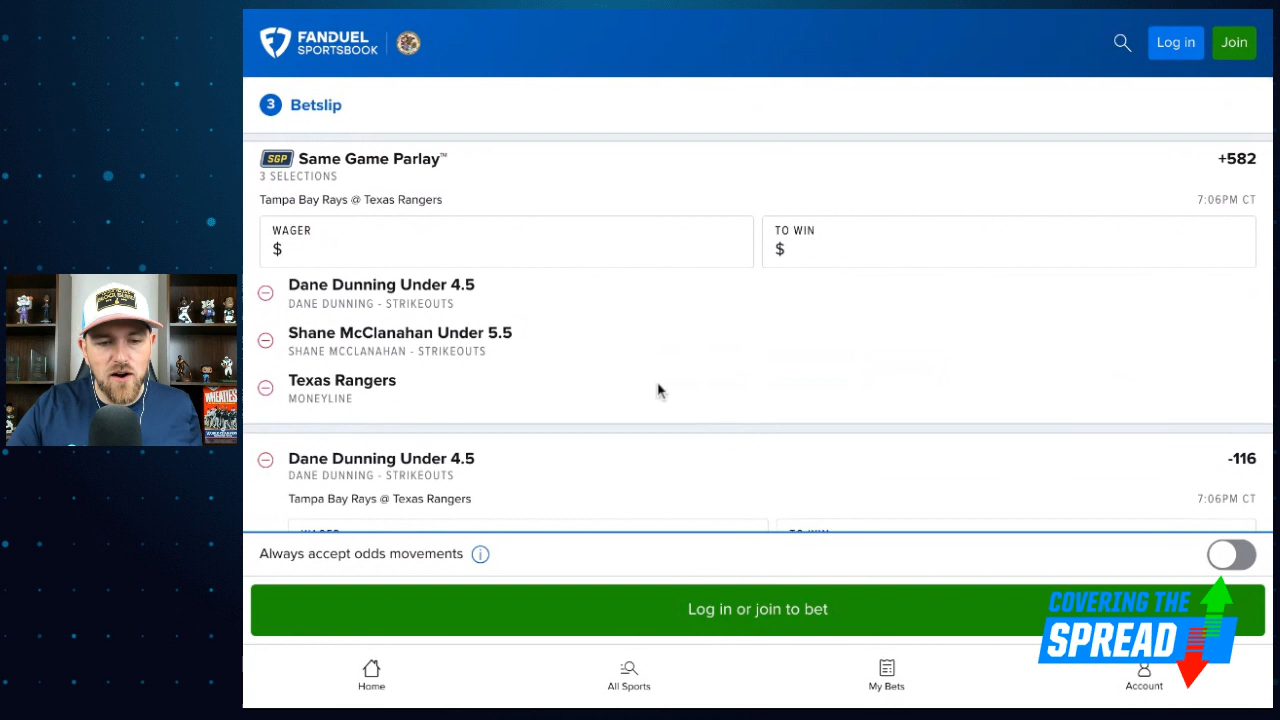 FANDUEL
SPORTSBOOK
Log in
Join
3 Betslip
SGP Same Game Parlay™ +582
3 SELECTIONS
Tampa Bay Rays @ Texas Rangers 7:06PM CT
WAGER
$
TO WIN
$
Dane Dunning Under 4.5
DANE DUNNING - STRIKEOUTS
Shane McClanahan Under 5.5
SHANE MCCLANAHAN - STRIKEOUTS
Texas Rangers
MONEYLINE
Dane Dunning Under 4.5 -116
DANE DUNNING - STRIKEOUTS
Tampa Bay Rays @ Texas Rangers 7:06PM CT
Always accept odds movements
Log in or join to bet
COVERING THE
SPREAD
Home
All Sports
My Bets
Account
WHEATIES